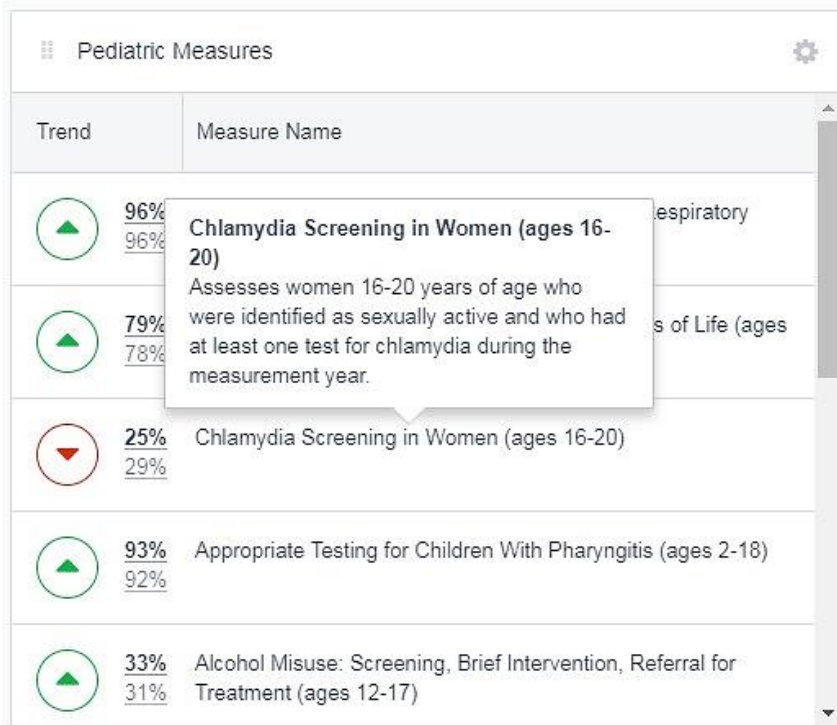 Pediatric Measures
Trend Measure Name
96%
96%
espiratory
Chlamydia Screening in Women (ages 16-
20)
Assesses women 16-20 years of age who
were identified as sexually active and who had
at least one test for chlamydia during the
measurement year.
79%
78%
s of Life (ages
25% Chlamydia Screening in Women (ages 16-20)
29%
93% Appropriate Testing for Children With Pharyngitis (ages 2-18)
92%
33% Alcohol Misuse: Screening, Brief Intervention, Referral for
31% Treatment (ages 12-17)